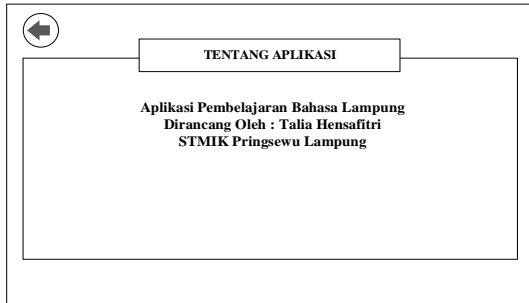 TENTANG APLIKASI
Aplikasi Pembelajaran Bahasa Lampung
Dirancang Oleh : Talia Hensafitri
STMIK Pringsewu Lampung